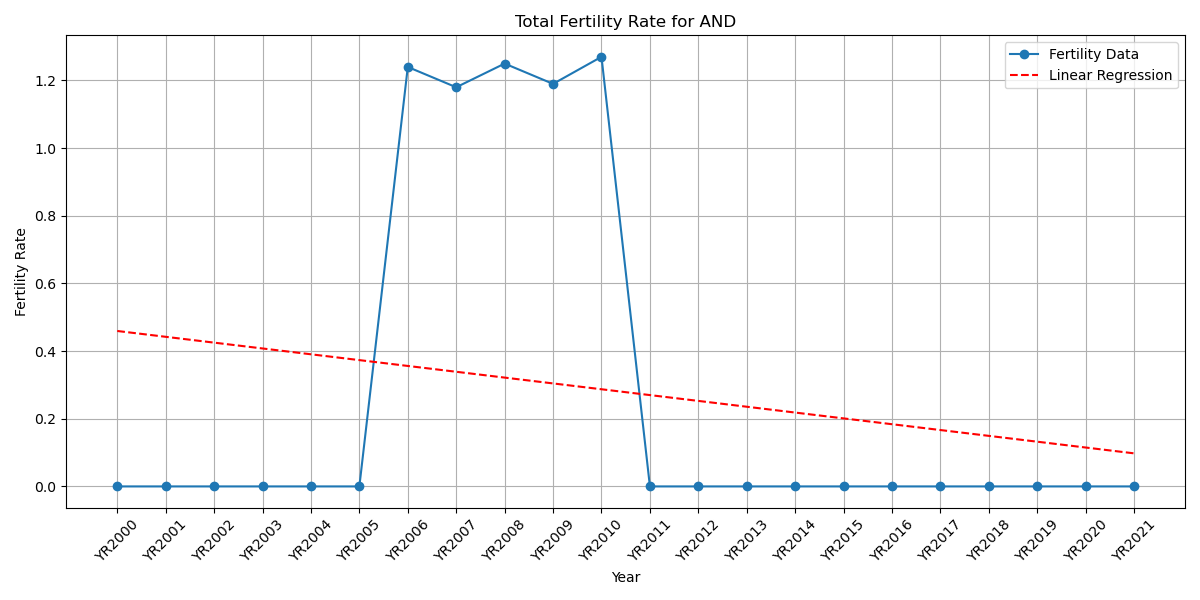 Total Fertility Rate for AND
Fertility Data
Linear Regression
Fertility Rate
1.2
1.0
0.8
0.6
0.4
0.2
0.0
YR2000
YR2001
YR2002
YR2003
YR2004
YR2005
YR2006
YR2007
YR2008
YR2009
YR2010
YR2011
YR2012
YR2013
YR2014
YR2015
YR2016
YR2017
YR2018
YR2019
YR2020
YR2021
Year